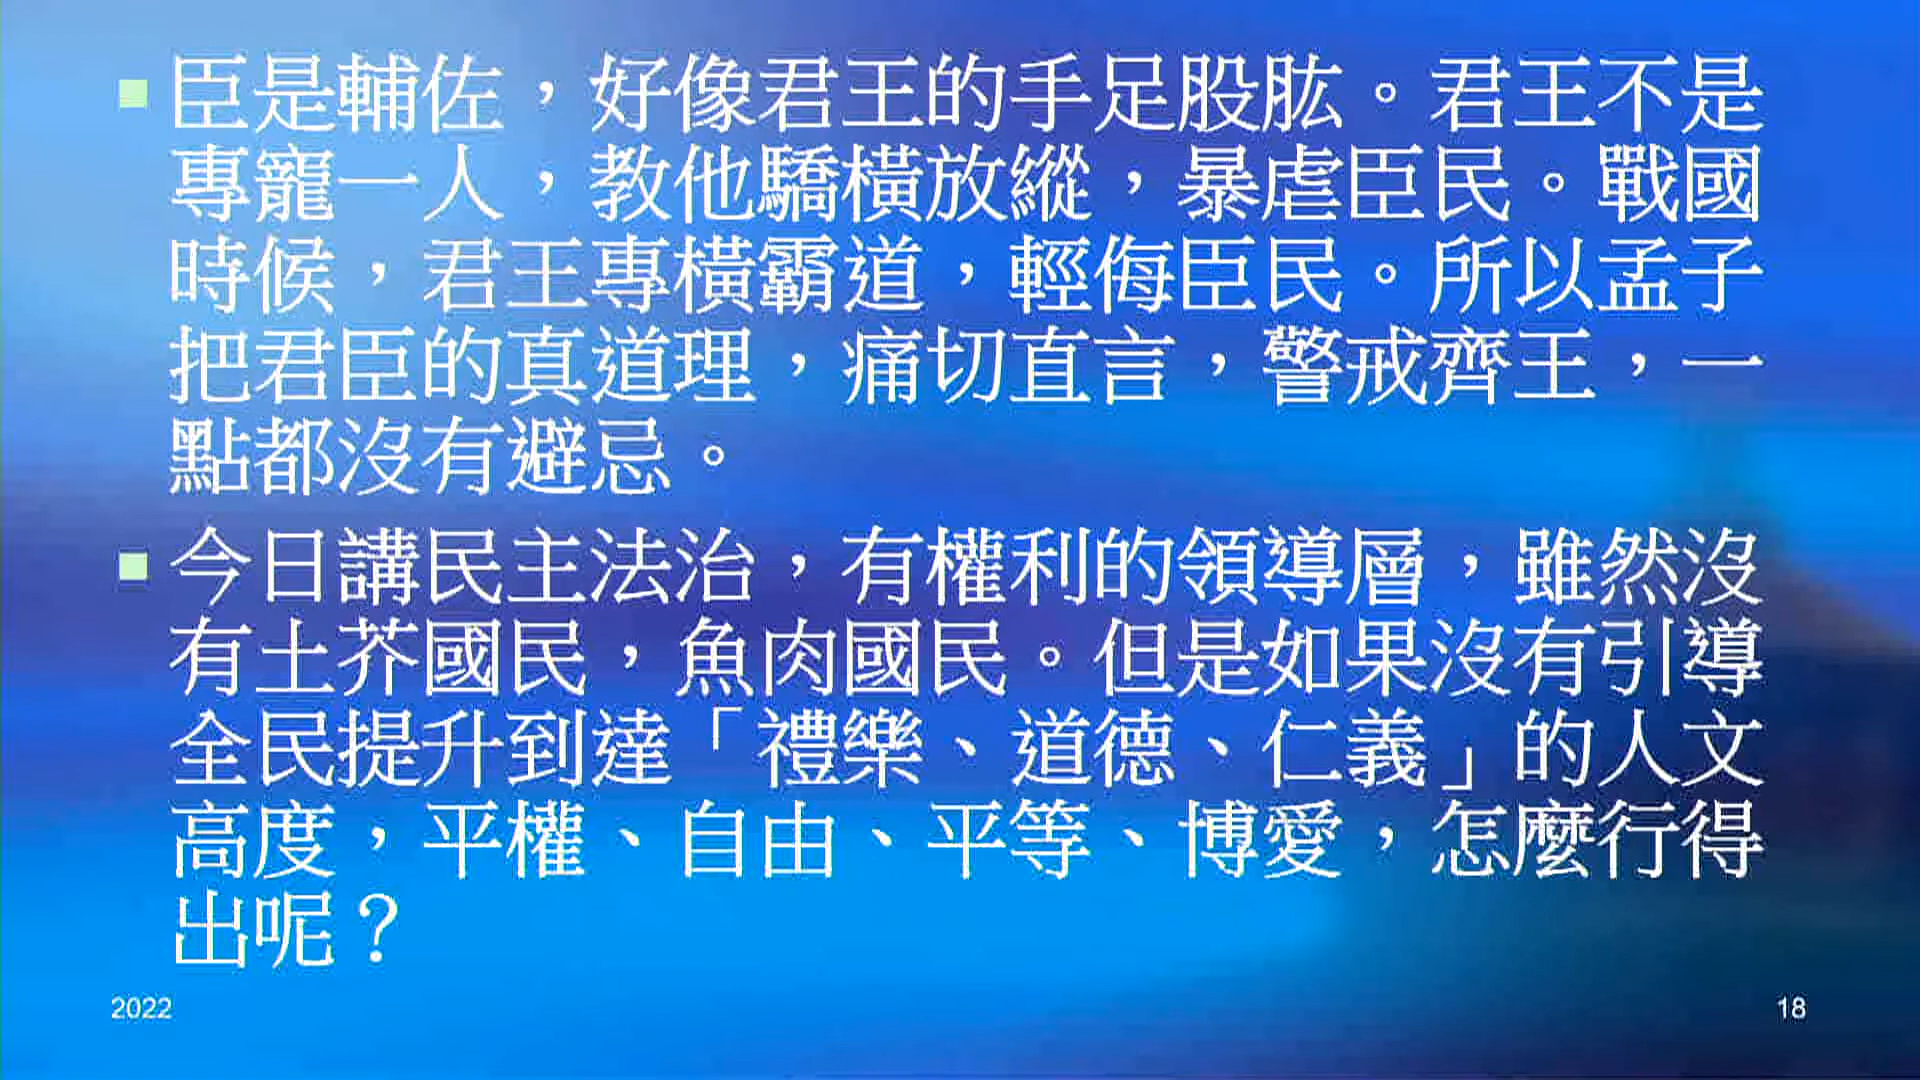 臣是輔佐，好像君王的手足股肱。君王不是
專寵一人，教他驕橫放縱，暴虐臣民。戰國
時候，君王專橫霸道，輕侮臣民。所以孟子
把君臣的真道理，痛切直言，警戒齊王，一
點都沒有避忌。
今日講民主法治，有權利的領導層，雖然沒
有土芥國民，魚肉國民。但是如果沒有引導
全民提升到達「禮樂、道德、仁義」的人文
高度，平權、自由、平等、博愛，怎麼行得
出呢？
2022
18